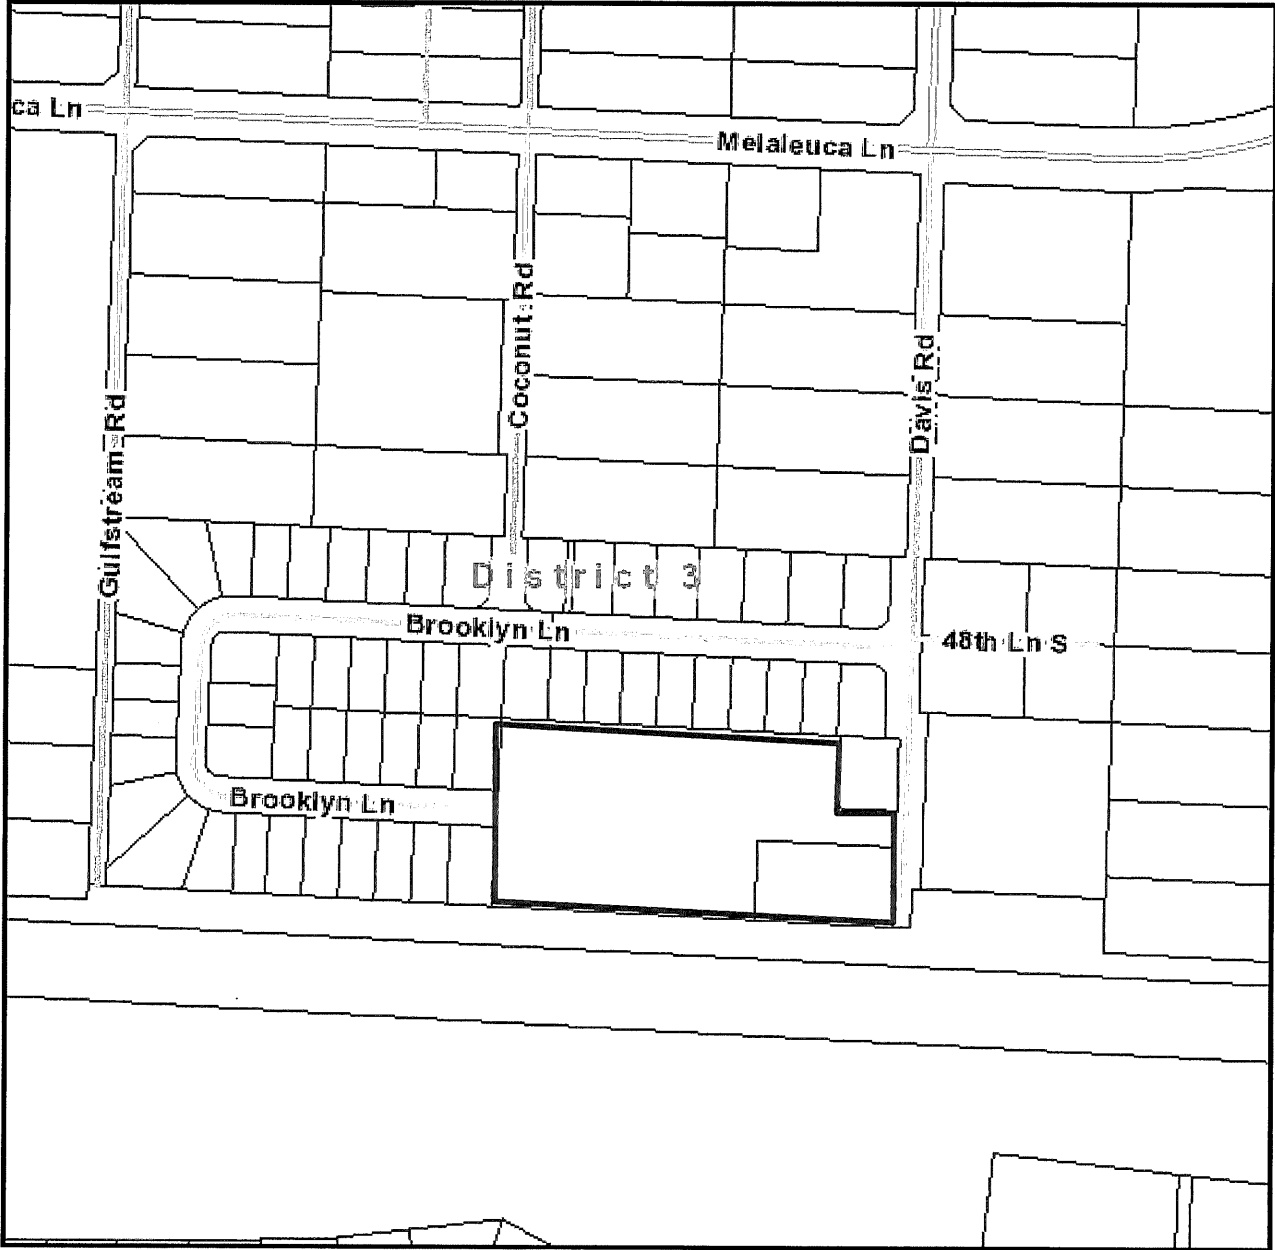 ca Ln
Melaleuca Ln
Coconut Rd
Davis Rd
Gulfstream Rd
District 3
Brooklyn Ln
48th Ln S
Brooklyn Ln